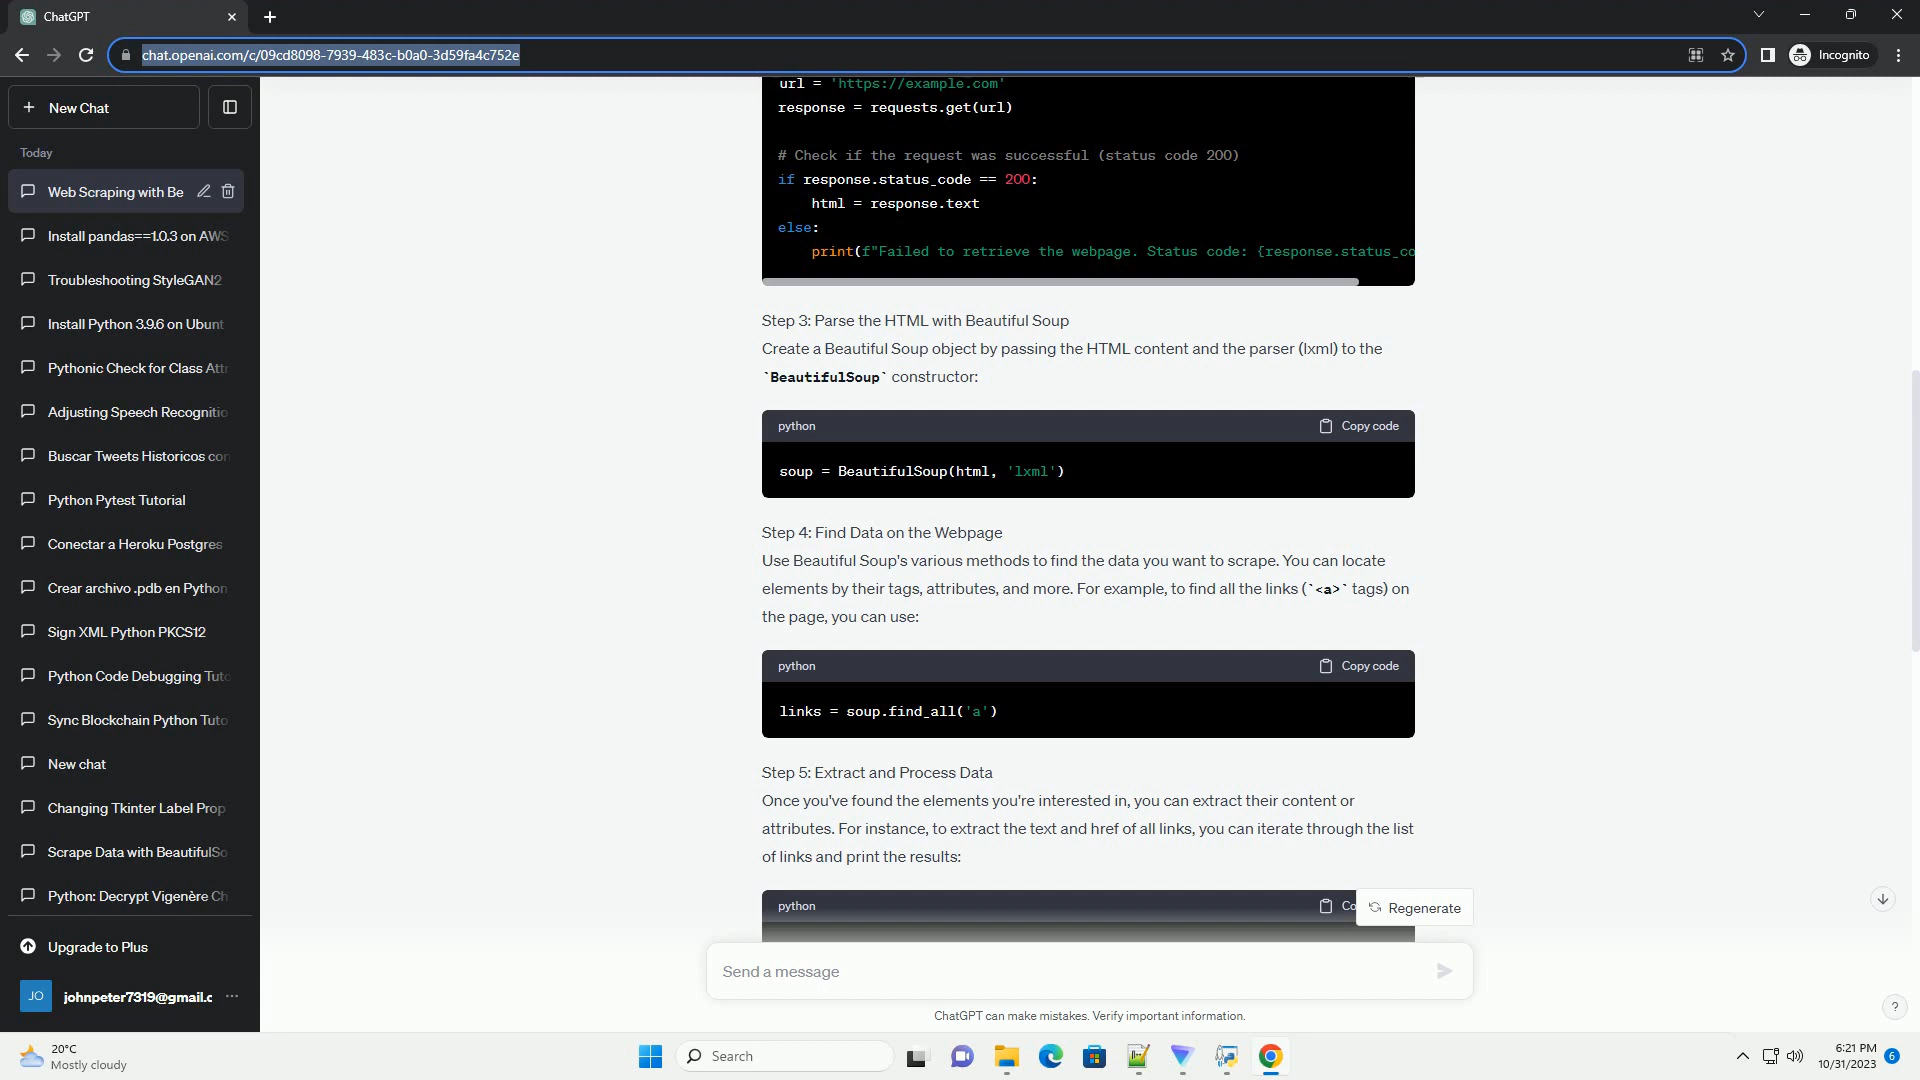 ChatGPT
chat.openai.com/c/09cd8098-7939-483c-b0a0-3d59fa4c752e
Incognito
New Chat
Today
Web Scraping with Be
Install pandas==1.0.3 on AWS
Troubleshooting StyleGAN2
Install Python 3.9.6 on Ubunt
Pythonic Check for Class Attr
Adjusting Speech Recognitio
Buscar Tweets Historicos con
Python Pytest Tutorial
Conectar a Heroku Postgres
Crear archivo .pdb en Python
Sign XML Python PKCS12
Python Code Debugging Tuto
Sync Blockchain Python Tuto
New chat
Changing Tkinter Label Prop
Scrape Data with BeautifulSo
Python: Decrypt Vigenère Ch
Upgrade to Plus
JO
johnpeter7319@gmail.c
url = 'https://example.com'
response = requests.get(url)
# Check if the request was successful (status code 200)
if response.status_code == 200:
html = response.text
else:
print(f"Failed to retrieve the webpage. Status code: {response.status_co
Step 3: Parse the HTML with Beautiful Soup
Create a Beautiful Soup object by passing the HTML content and the parser (lxml) to the
`BeautifulSoup` constructor:
python
Copy code
soup = BeautifulSoup(html, 'lxml')
Step 4: Find Data on the Webpage
Use Beautiful Soup's various methods to find the data you want to scrape. You can locate
elements by their tags, attributes, and more. For example, to find all the links (`<a>` tags) on
the page, you can use:
python
Copy code
links = soup.find_all('a')
Step 5: Extract and Process Data
Once you've found the elements you're interested in, you can extract their content or
attributes. For instance, to extract the text and href of all links, you can iterate through the list
of links and print the results:
python
Co
Regenerate
Send a message
ChatGPT can make mistakes. Verify important information.
?
20°C
Mostly cloudy
Search
6:21 PM
10/31/2023
6